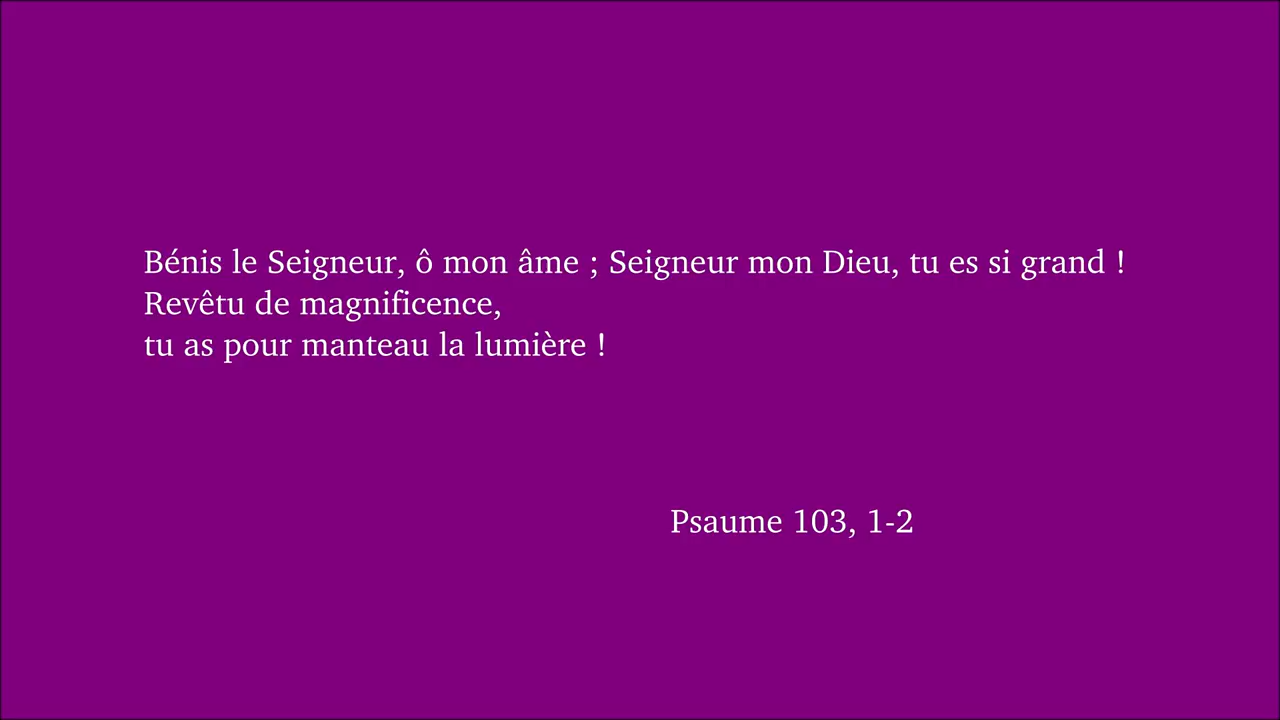 Bénis le Seigneur, ô mon âme ; Seigneur mon Dieu, tu es si grand !
Revêtu de magnificence,
tu as pour manteau la lumière !
Psaume 103, 1-2